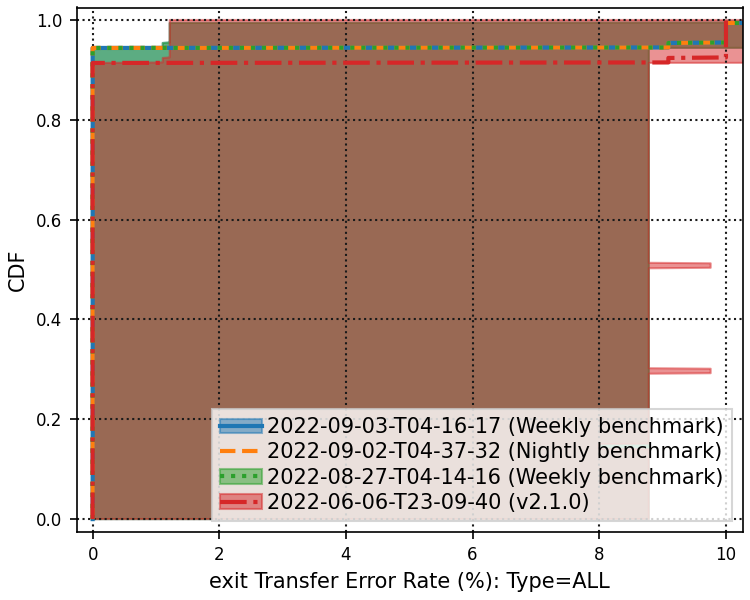 1.0
0.8
0.6
0.4
0.2
0.0
CDF
2022-09-03-T04-16-17 (Weekly benchmark)
2022-09-02-T04-37-32 (Nightly benchmark)
2022-08-27-T04-14-16 (Weekly benchmark)
2022-06-06-T23-09-40 (v2.1.0)
0 2 4 6 8 10
exit Transfer Error Rate (%): Type=ALL